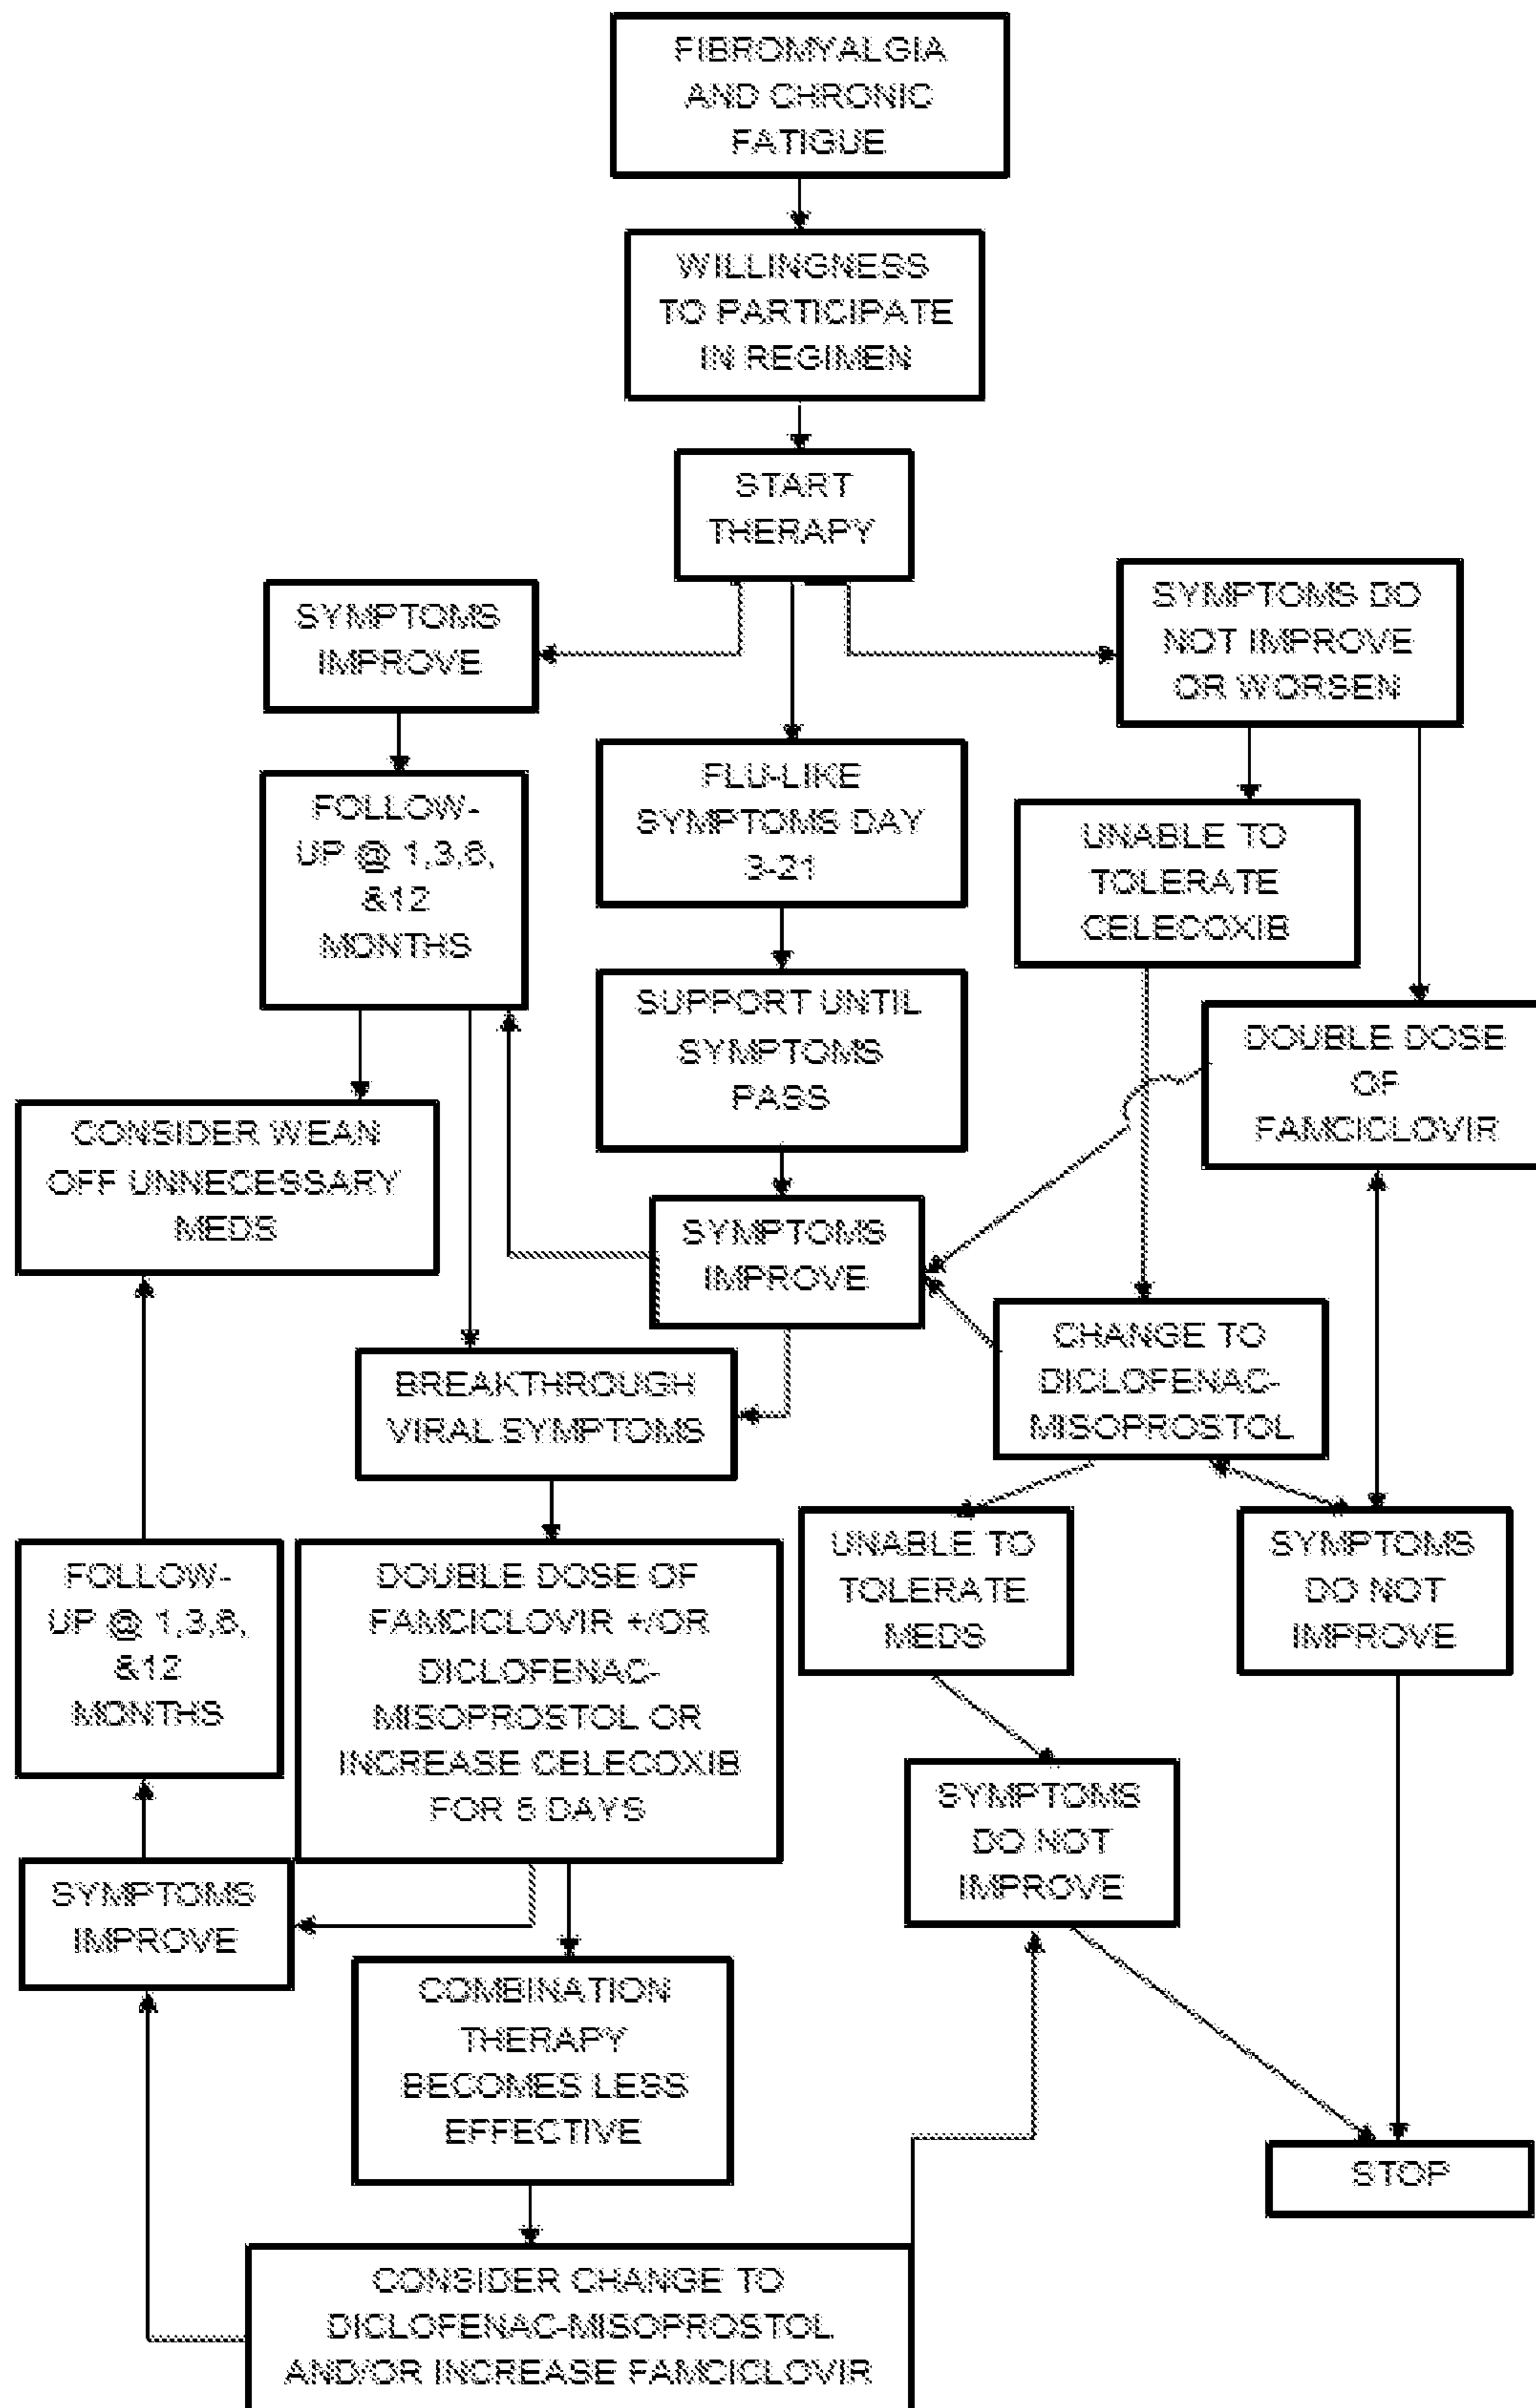 FIBROMYALGIA
AND CHRONIC
FATIGUE
WILLINGNESS
TO PARTICIPATE
IN REGIMEN
START
THERAPY
SYMPTOMS
IMPROVE
SYMPTOMS DO
NOT IMPROVE
OR WORSEN
FOLLOW-
UP @ 1,3,6,
&12
MONTHS
FLU-LIKE
SYMPTOMS DAY
3-21
UNABLE TO
TOLERATE
CELECOXIB
SUPPORT UNTIL
SYMPTOMS
PASS
DOUBLE DOSE
OF
FAMCICLOVIR
CONSIDER WEAN
OFF UNNECESSARY
MEDS
SYMPTOMS
IMPROVE
CHANGE TO
DICLOFENAC-
MISOPROSTOL
BREAKTHROUGH
VIRAL SYMPTOMS
UNABLE TO
TOLERATE
MEDS
SYMPTOMS
DO NOT
IMPROVE
FOLLOW-
UP @ 1,3,6,
&12
MONTHS
DOUBLE DOSE OF
FAMCICLOVIR +/OR
DICLOFENAC-
MISOPROSTOL OR
INCREASE CELECOXIB
FOR DAYS
SYMPTOMS
DO NOT
IMPROVE
SYMPTOMS
IMPROVE
COMBINATION
THERAPY
BECOMES LESS
EFFECTIVE
STOP
CONSIDER CHANGE TO
DICLOFENAC-MISOPROSTOL
AND/OR INCREASE FAMCICLOVIR